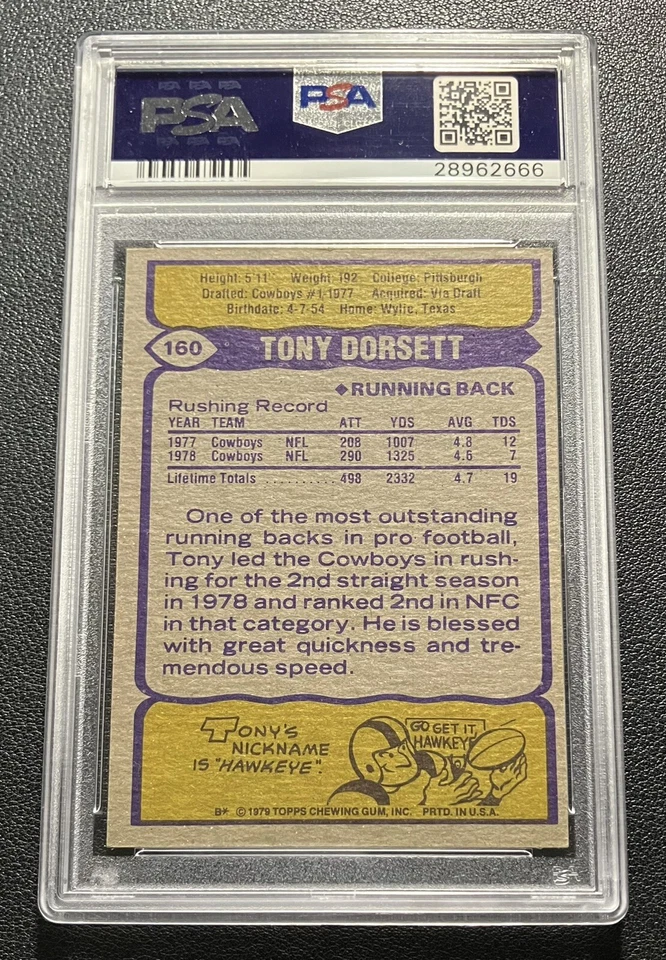 PSA PSA PSA
PSA PSA
PSA PSA PSA
28962666
Height: 5'11" Weight: 192 College: Pittsburgh
Drafted: Cowboys #1-1977 Acquired: Via Draft
Birthdate: 4-7-54 Home: Wylie, Texas
160 TONY DORSETT
◆RUNNING BACK
Rushing Record
YEAR TEAM ATT YDS AVG TDS
1977 Cowboys NFL 208 1007 4.8 12
1978 Cowboys NFL 290 1325 4.6 7
Lifetime Totals .......... 498 2332 4.7 19
One of the most outstanding
running backs in pro football,
Tony led the Cowboys in rush-
ing for the 2nd straight season
in 1978 and ranked 2nd in NFC
in that category. He is blessed
with great quickness and tre-
mendous speed.
TONY'S
NICKNAME
IS "HAWKEYE".
GO GET IT,
HAWKEYE
B* © 1979 TOPPS CHEWING GUM, INC. PRTD. IN U.S.A.